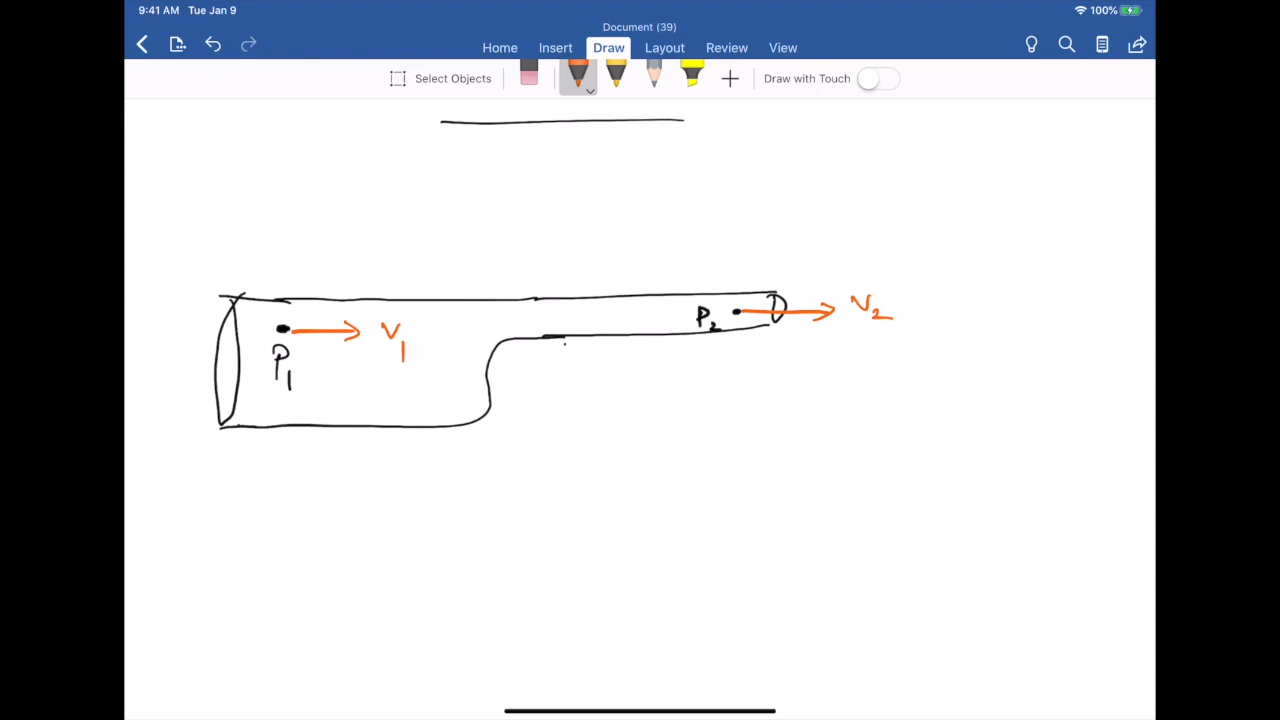 9:41 AM Tue Jan 9
100%
Document (39)
Home Insert Draw Layout Review View
Select Objects
Draw with Touch
P₁
V₁
P₂
V₂